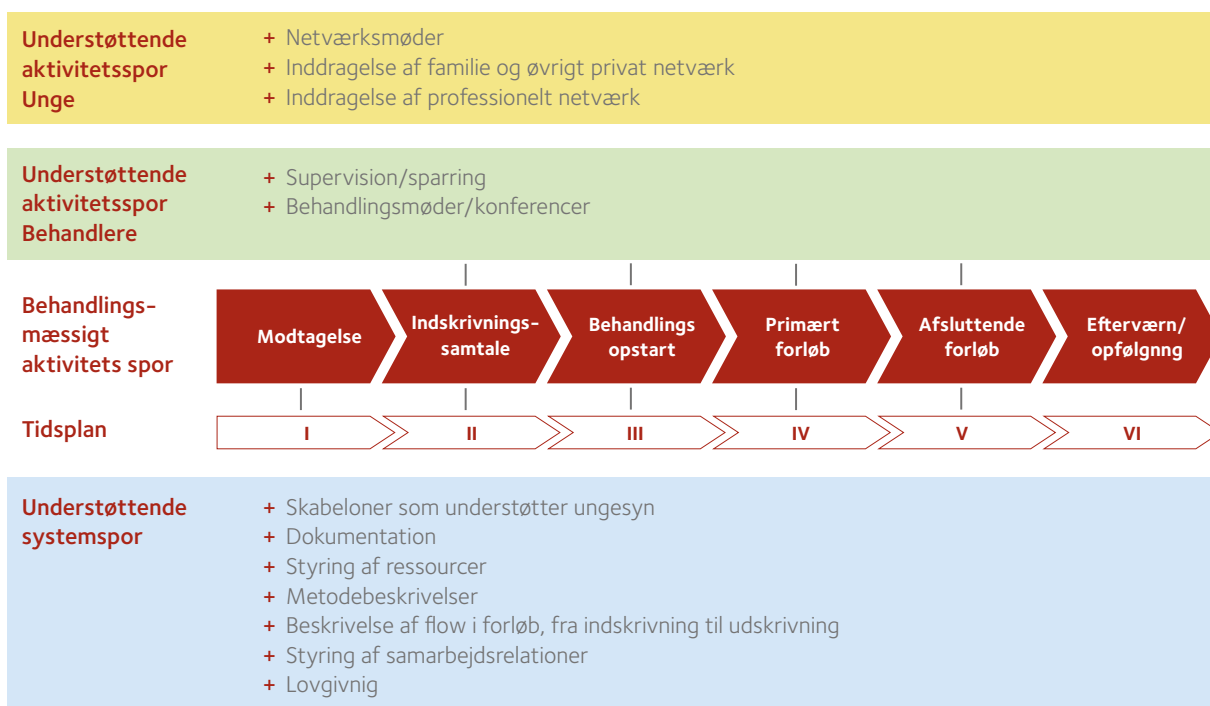 Understøttende
aktivitetsspor
Unge
+ Netværksmøder
+ Inddragelse af familie og øvrigt privat netværk
+ Inddragelse af professionelt netværk
Understøttende
aktivitetsspor
Behandlere
+ Supervision/sparring
+ Behandlingsmøder/konferencer
Behandlings-
mæssigt
aktivitets spor
Modtagelse
Indskrivnings-
samtale
Behandlings
opstart
Primært
forløb
Afsluttende
forløb
Efterværn/
opfølgnng
Tidsplan
I
II
III
IV
V
VI
Understøttende
systemspor
+ Skabeloner som understøtter ungesyn
+ Dokumentation
+ Styring af ressourcer
+ Metodebeskrivelser
+ Beskrivelse af flow i forløb, fra indskrivning til udskrivning
+ Styring af samarbejdsrelationer
+ Lovgivnig